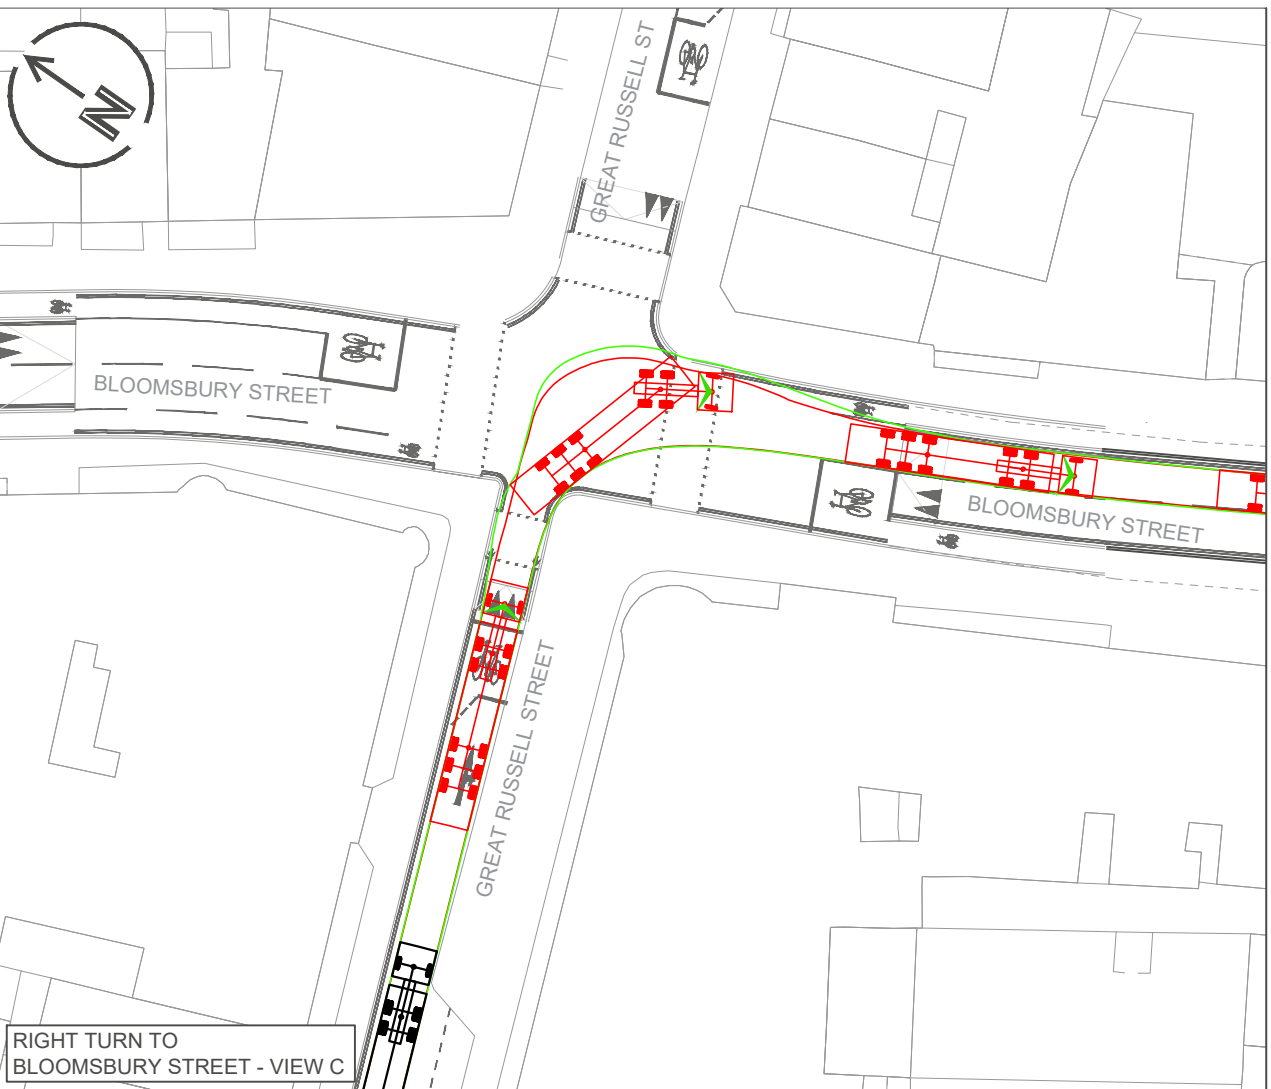 N
GREAT RUSSELL ST
BLOOMSBURY STREET
BLOOMSBURY STREET
GREAT RUSSELL STREET
RIGHT TURN TO
BLOOMSBURY STREET - VIEW C